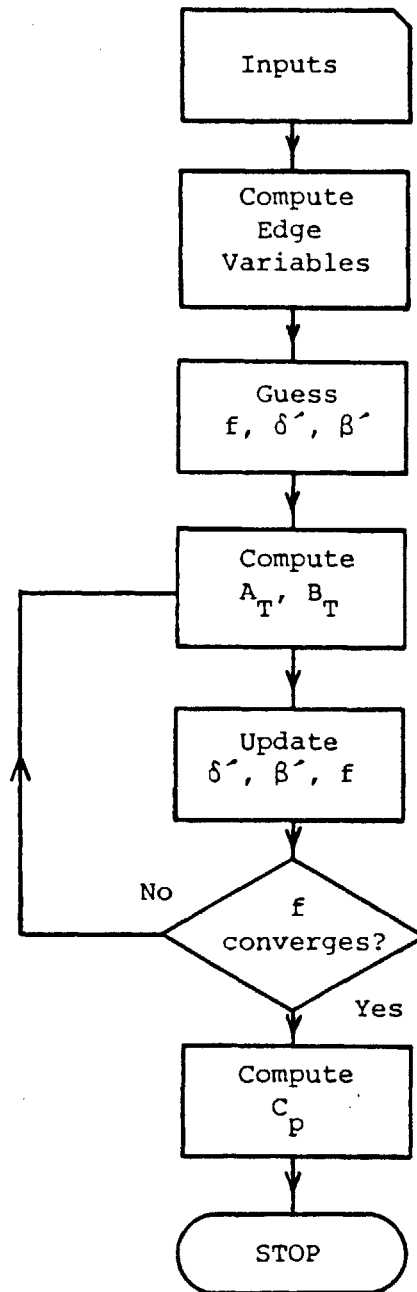 Inputs
Compute
Edge
Variables
Guess
f, δ´, β´
Compute
A_T, B_T
Update
δ´, β´, f
No
f
converges?
Yes
Compute
C_p
STOP